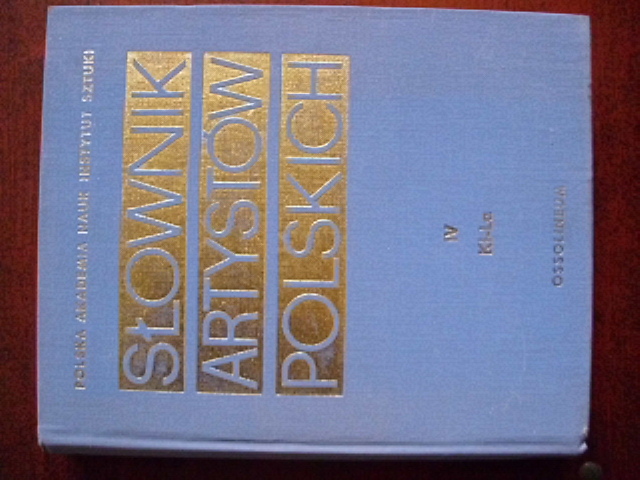 POLSKA AKADEMIA NAUK INSTYTUT SZTUKI
SŁOWNIK
ARTYSTÓW
POLSKICH
IV
Kl-La
OSSOLINEUM